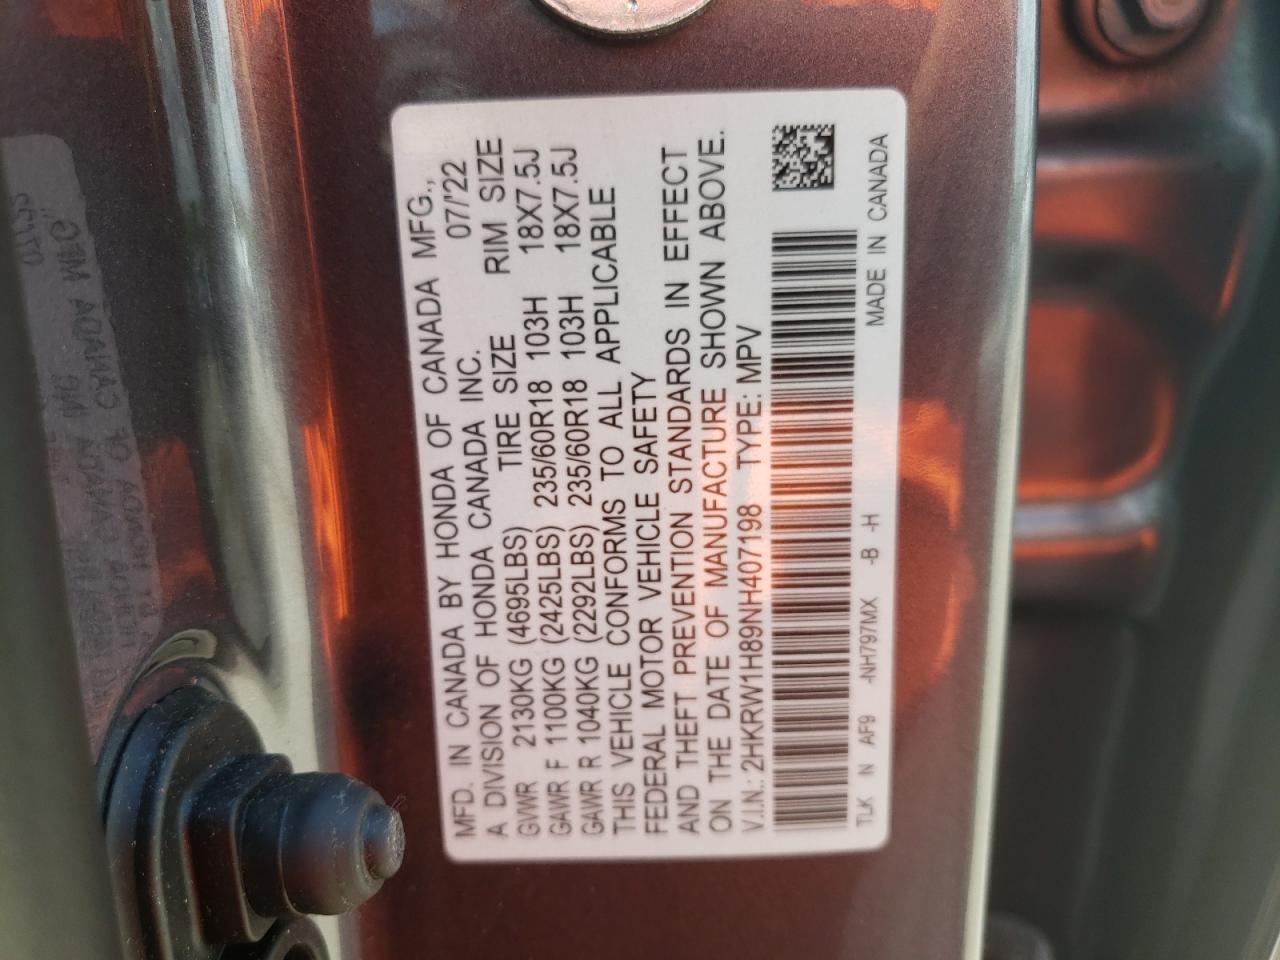 MFD. IN CANADA BY HONDA OF CANADA MFG.,
A DIVISION OF HONDA CANADA INC. 07/'22
GVWR 2130KG (4695LBS) TIRE SIZE RIM SIZE
GAWR F 1100KG (2425LBS) 235/60R18 103H 18X7.5J
GAWR R 1040KG (2292LBS) 235/60R18 103H 18X7.5J
THIS VEHICLE CONFORMS TO ALL APPLICABLE
FEDERAL MOTOR VEHICLE SAFETY
AND THEFT PREVENTION STANDARDS IN EFFECT
ON THE DATE OF MANUFACTURE SHOWN ABOVE.
V.I.N.: 2HKRW1H89NH407198 TYPE: MPV
TLK N AF9 -NH797MX -B -H MADE IN CANADA